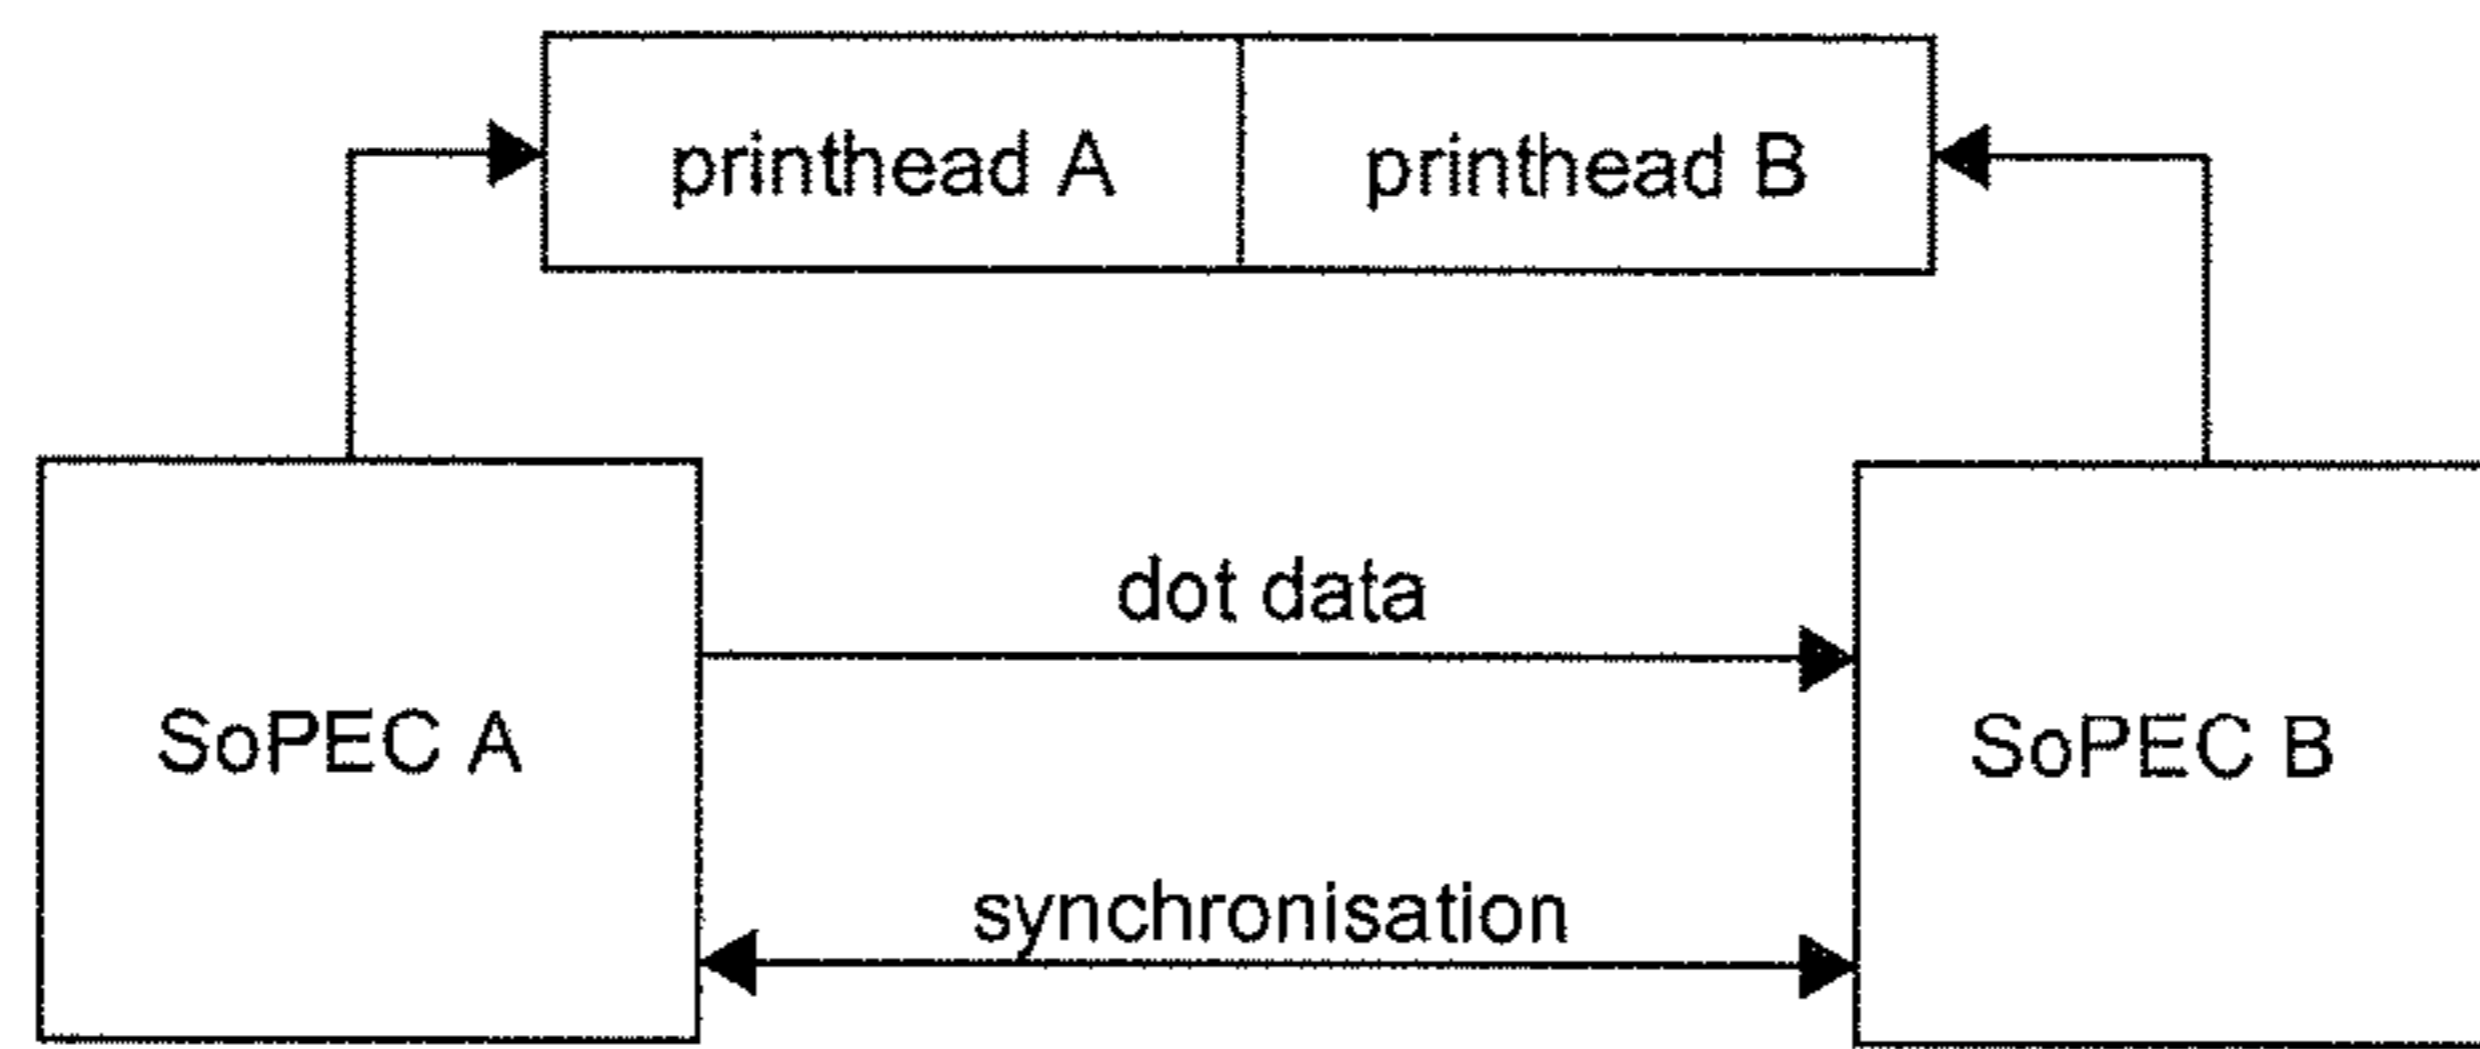 printhead A
printhead B
dot data
SoPEC A
SoPEC B
synchronisation